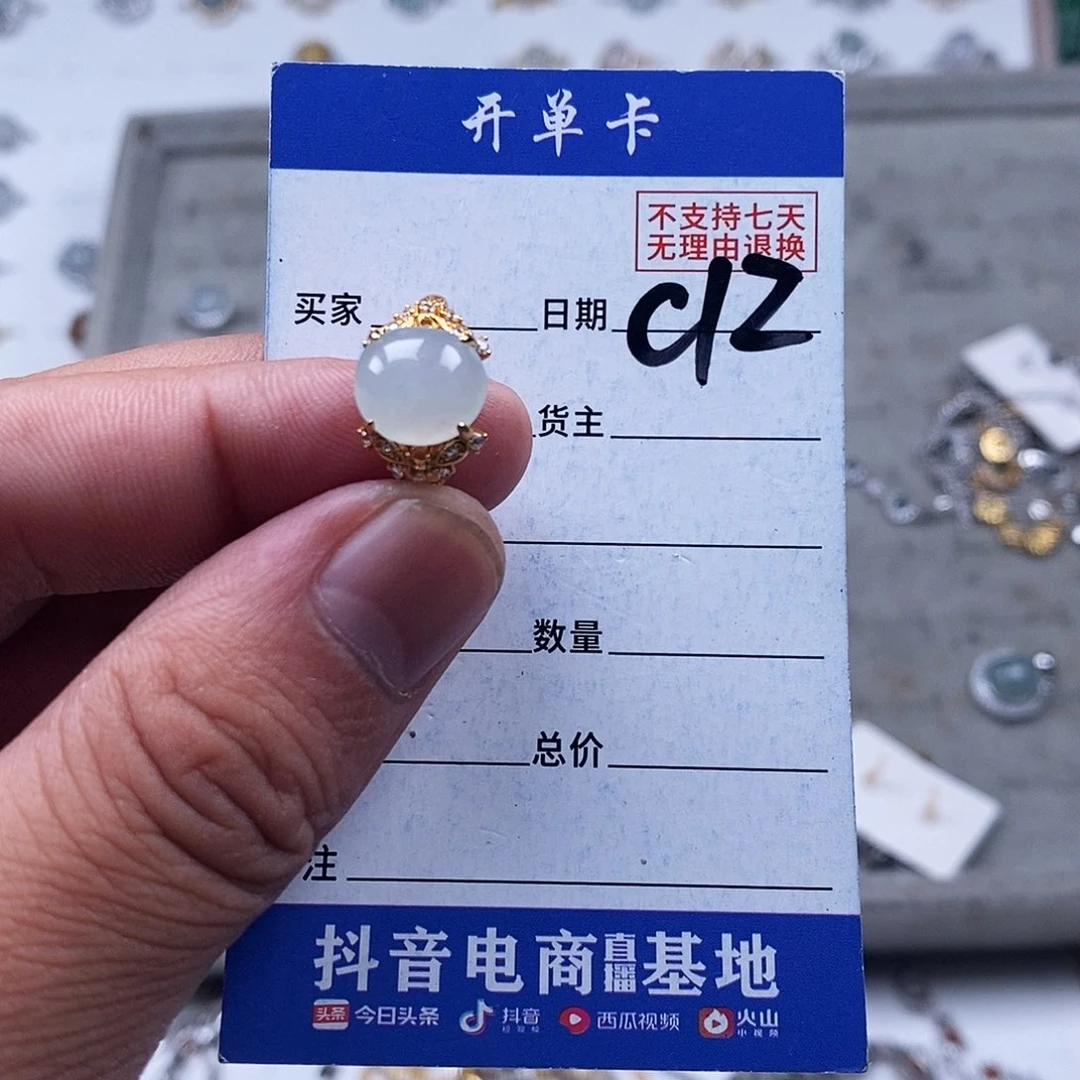 开单卡
不支持七天
无理由退换
买家 日期 c12
货主
数量
总价
注
抖音电商直播基地
今日头条 抖音 西瓜视频 火山